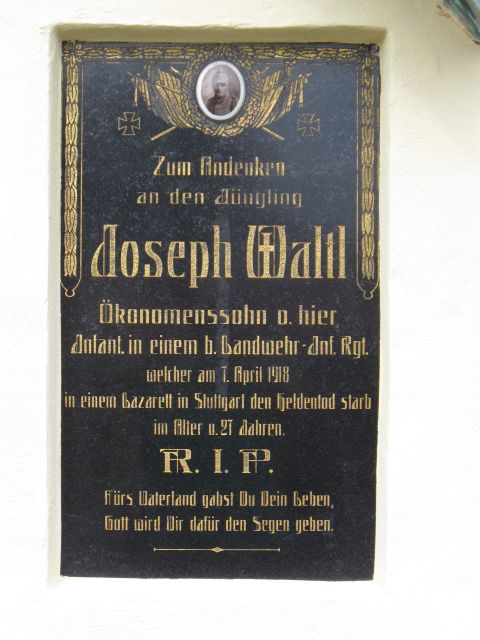 Zum Andenken
an den Jüngling
Joseph Waltl
Ökonomenssohn v. hier
Infant. in einem b. Landwehr-Inf. Rgt.
welcher am 7. April 1918
in einem Lazarett in Stuttgart den Heldentod starb
im Alter v. 27 Jahren.
R. I. P.
Fürs Vaterland gabst Du Dein Leben,
Gott wird Dir dafür den Segen geben.